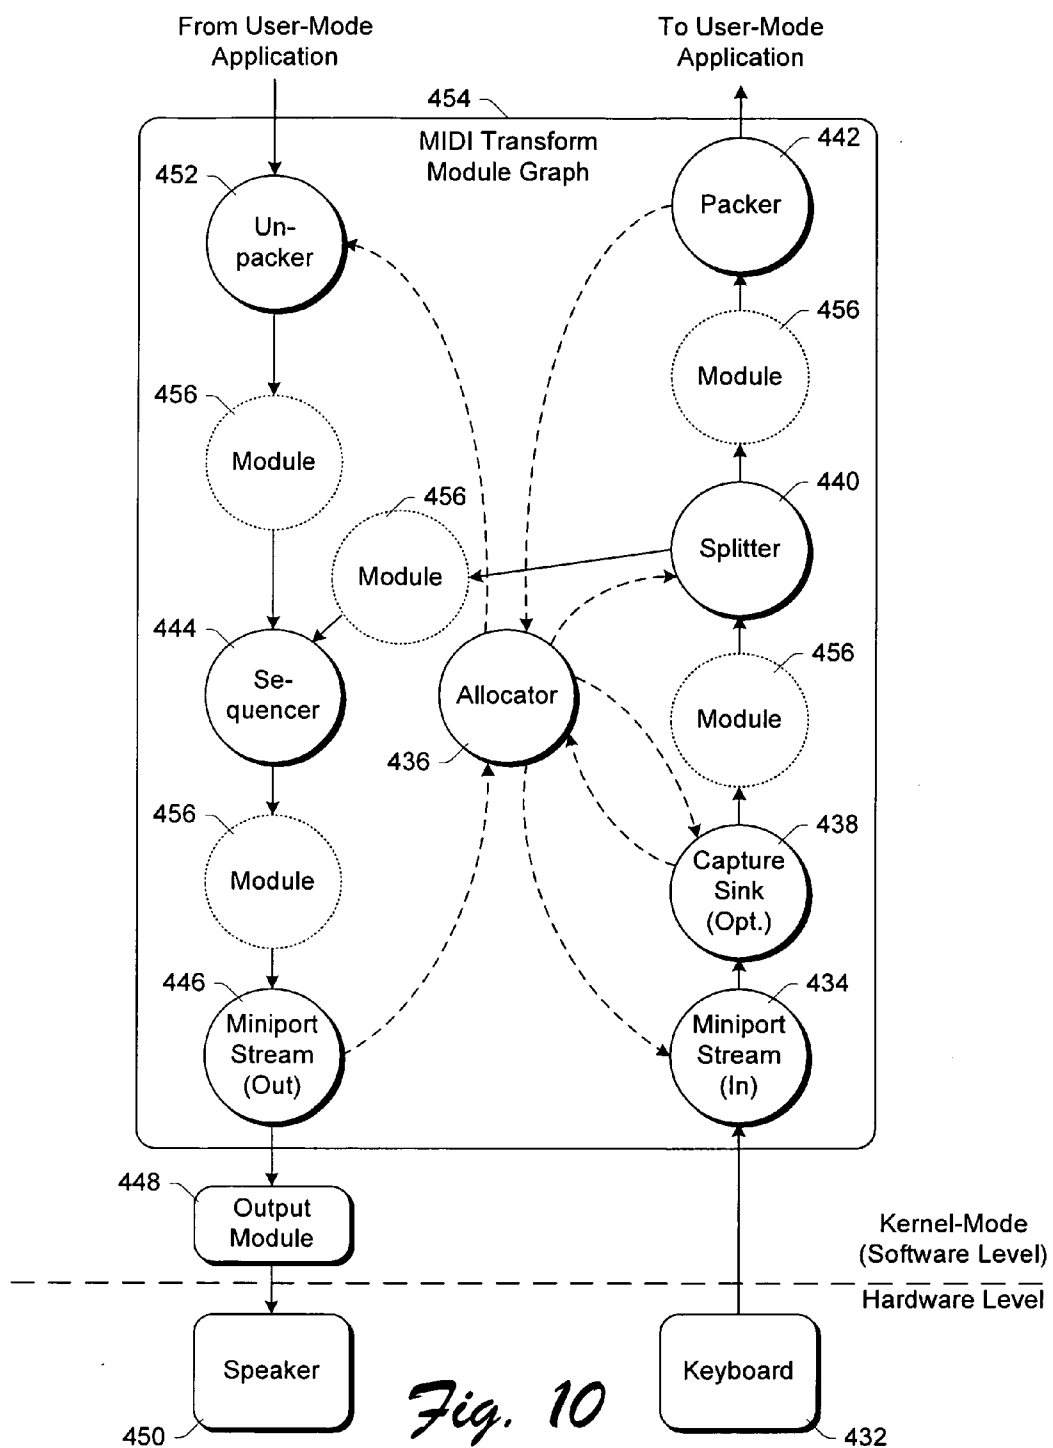 From User-Mode
Application
To User-Mode
Application
454
MIDI Transform
Module Graph
442
Packer
452
Un-
packer
456
Module
456
Module
456
Module
440
Splitter
444
Se-
quencer
Allocator
436
456
Module
456
Module
438
Capture
Sink
(Opt.)
446
Miniport
Stream
(Out)
434
Miniport
Stream
(In)
448
Output
Module
Kernel-Mode
(Software Level)
Hardware Level
Speaker
450
Keyboard
432
Fig. 10